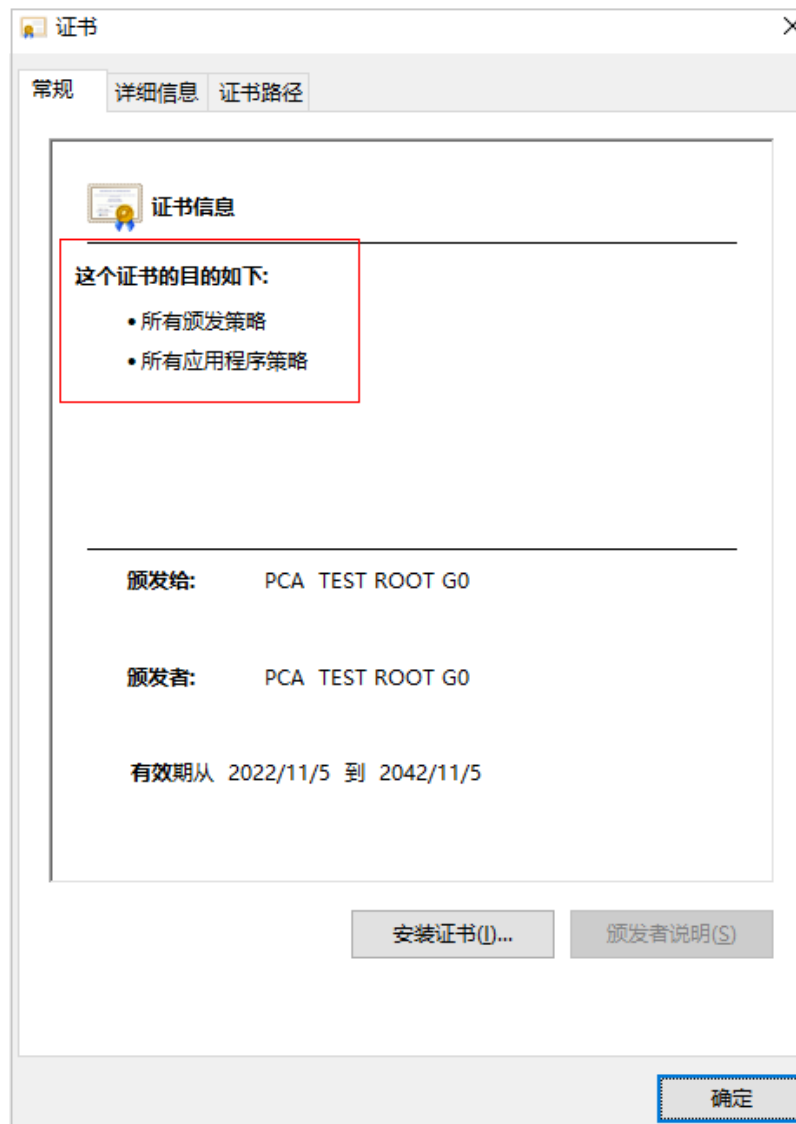 证书
常规 详细信息 证书路径
证书信息
这个证书的目的如下:
• 所有颁发策略
• 所有应用程序策略
颁发给: PCA TEST ROOT G0
颁发者: PCA TEST ROOT G0
有效期从 2022/11/5 到 2042/11/5
安装证书(I)... 颁发者说明(S)
确定